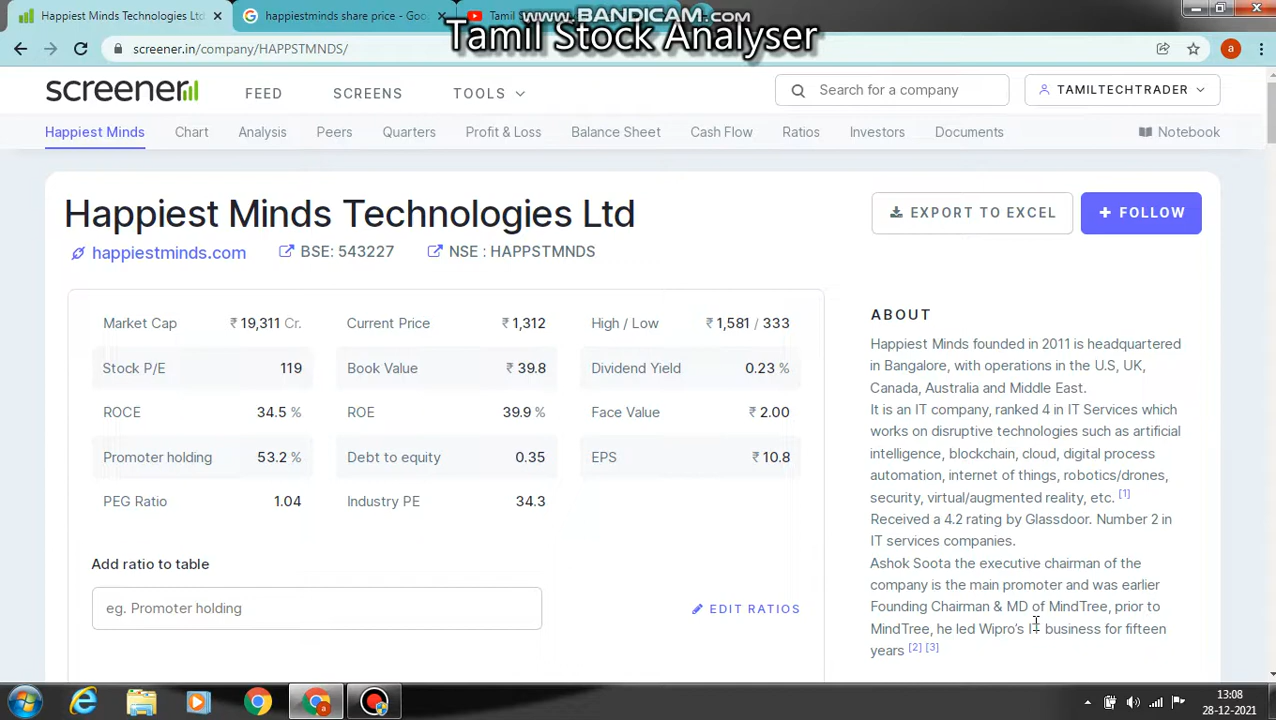 Happiest Minds Technologies Ltd
happiestminds share price - Goo
Tamil S
www.BANDICAM.com
Tamil Stock Analyser
screener.in/company/HAPPSTMNDS/
a
screener
FEED
SCREENS
TOOLS
Search for a company
TAMILTECHTRADER
Happiest Minds
Chart
Analysis
Peers
Quarters
Profit & Loss
Balance Sheet
Cash Flow
Ratios
Investors
Documents
Notebook
Happiest Minds Technologies Ltd
EXPORT TO EXCEL
+ FOLLOW
happiestminds.com
BSE: 543227
NSE : HAPPSTMNDS
Market Cap ₹ 19,311 Cr.
Current Price ₹ 1,312
High / Low ₹ 1,581 / 333
Stock P/E 119
Book Value ₹ 39.8
Dividend Yield 0.23 %
ROCE 34.5 %
ROE 39.9 %
Face Value ₹ 2.00
Promoter holding 53.2 %
Debt to equity 0.35
EPS ₹ 10.8
PEG Ratio 1.04
Industry PE 34.3
Add ratio to table
eg. Promoter holding
EDIT RATIOS
ABOUT
Happiest Minds founded in 2011 is headquartered
in Bangalore, with operations in the U.S, UK,
Canada, Australia and Middle East.
It is an IT company, ranked 4 in IT Services which
works on disruptive technologies such as artificial
intelligence, blockchain, cloud, digital process
automation, internet of things, robotics/drones,
security, virtual/augmented reality, etc. [1]
Received a 4.2 rating by Glassdoor. Number 2 in
IT services companies.
Ashok Soota the executive chairman of the
company is the main promoter and was earlier
Founding Chairman & MD of MindTree, prior to
MindTree, he led Wipro's IT business for fifteen
years [2] [3]
13:08
28-12-2021